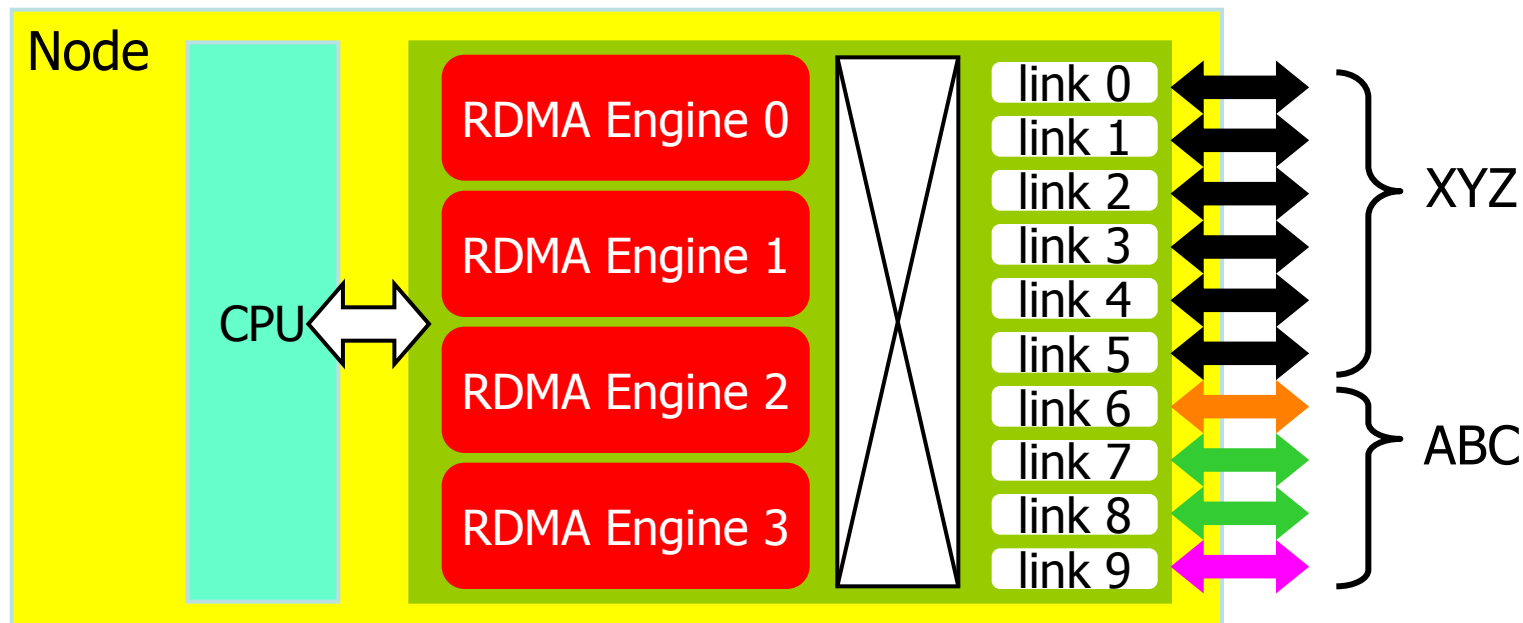 Node
CPU
RDMA Engine 0
RDMA Engine 1
RDMA Engine 2
RDMA Engine 3
link 0
link 1
link 2
link 3
link 4
link 5
link 6
link 7
link 8
link 9
XYZ
ABC